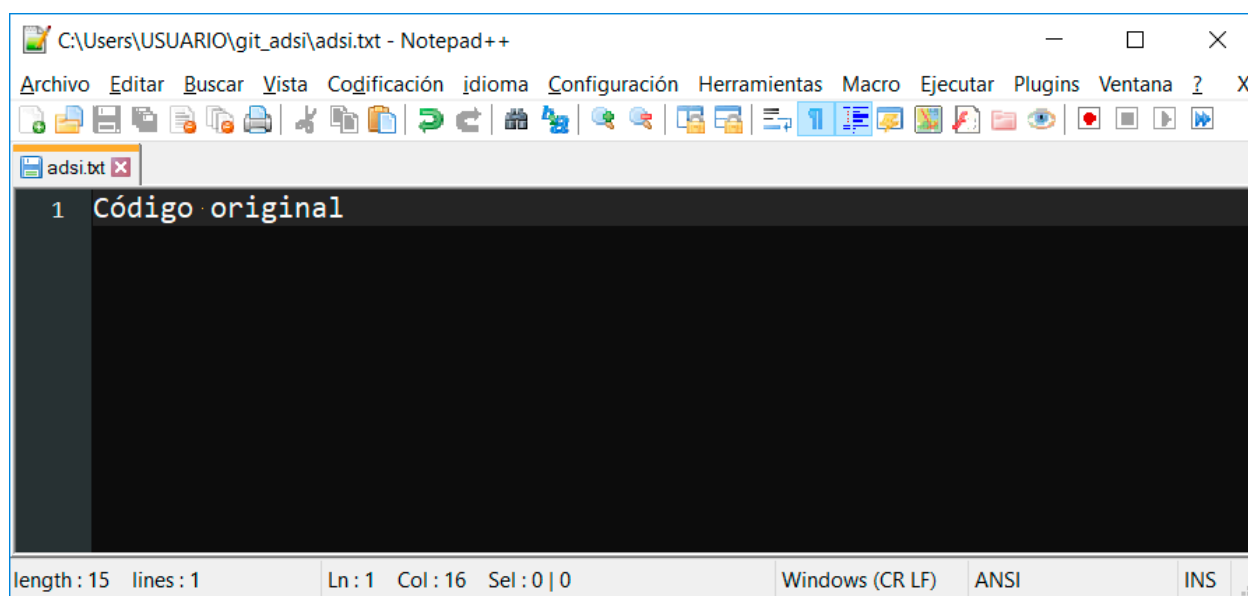 C:\Users\USUARIO\git_adsi\adsi.txt - Notepad++
Archivo Editar Buscar Vista Codificación idioma Configuración Herramientas Macro Ejecutar Plugins Ventana ? X
adsi.txt
1 Código original
length : 15 lines : 1 Ln : 1 Col : 16 Sel : 0 | 0 Windows (CR LF) ANSI INS